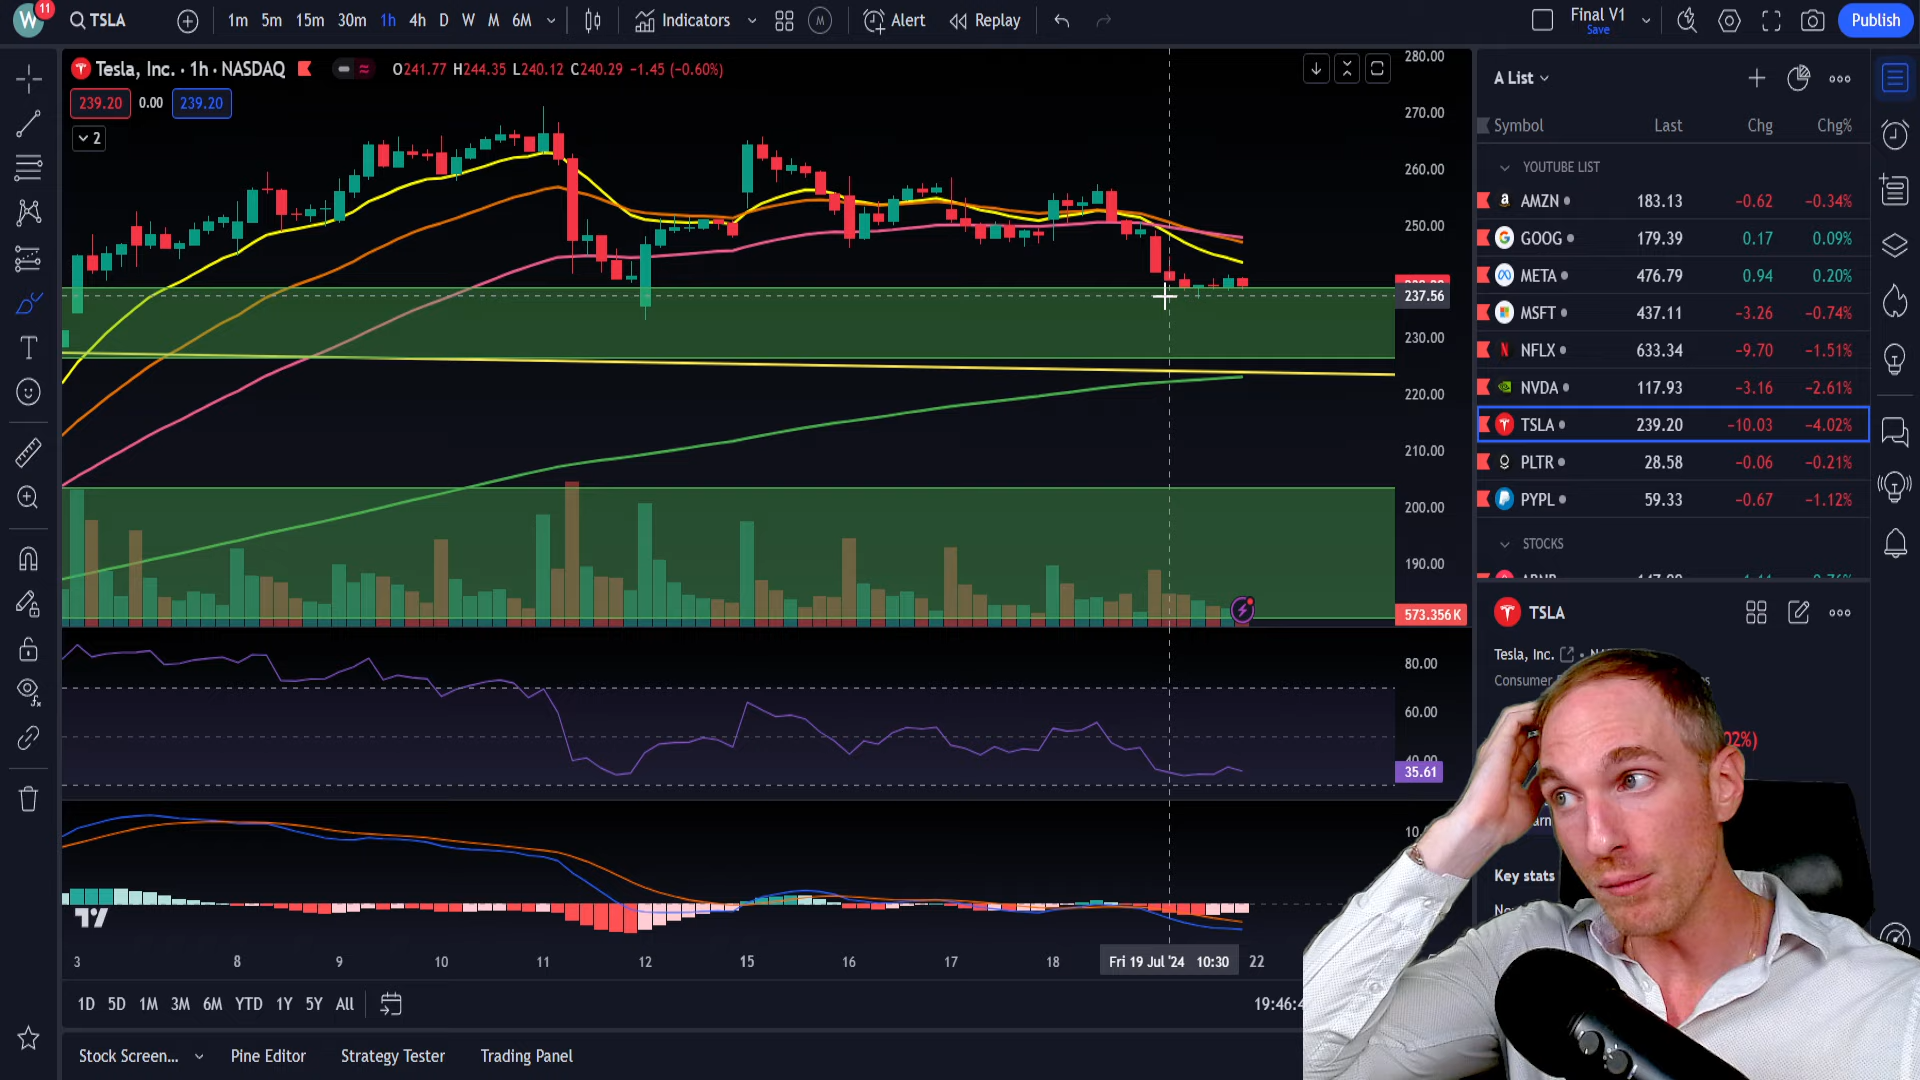 W 11 TSLA 1m 5m 15m 30m 1h 4h D W M 6M Indicators M Alert Replay Final V1 Save Publish
Tesla, Inc. · 1h · NASDAQ O241.77 H244.35 L240.12 C240.29 −1.45 (−0.60%)
239.20 0.00 239.20
2
280.00
270.00
260.00
250.00
237.56
230.00
220.00
210.00
200.00
190.00
573.356K
80.00
60.00
40.00
35.61
3 8 9 10 11 12 15 16 17 18 Fri 19 Jul '24 10:30 22
1D 5D 1M 3M 6M YTD 1Y 5Y All
Stock Screen... Pine Editor Strategy Tester Trading Panel
A List
Symbol Last Chg Chg%
YOUTUBE LIST
AMZN 183.13 −0.62 −0.34%
GOOG 179.39 0.17 0.09%
META 476.79 0.94 0.20%
MSFT 437.11 −3.26 −0.74%
NFLX 633.34 −9.70 −1.51%
NVDA 117.93 −3.16 −2.61%
TSLA 239.20 −10.03 −4.02%
PLTR 28.58 −0.06 −0.21%
PYPL 59.33 −0.67 −1.12%
STOCKS
TSLA
Tesla, Inc.
Consumer
Key stats